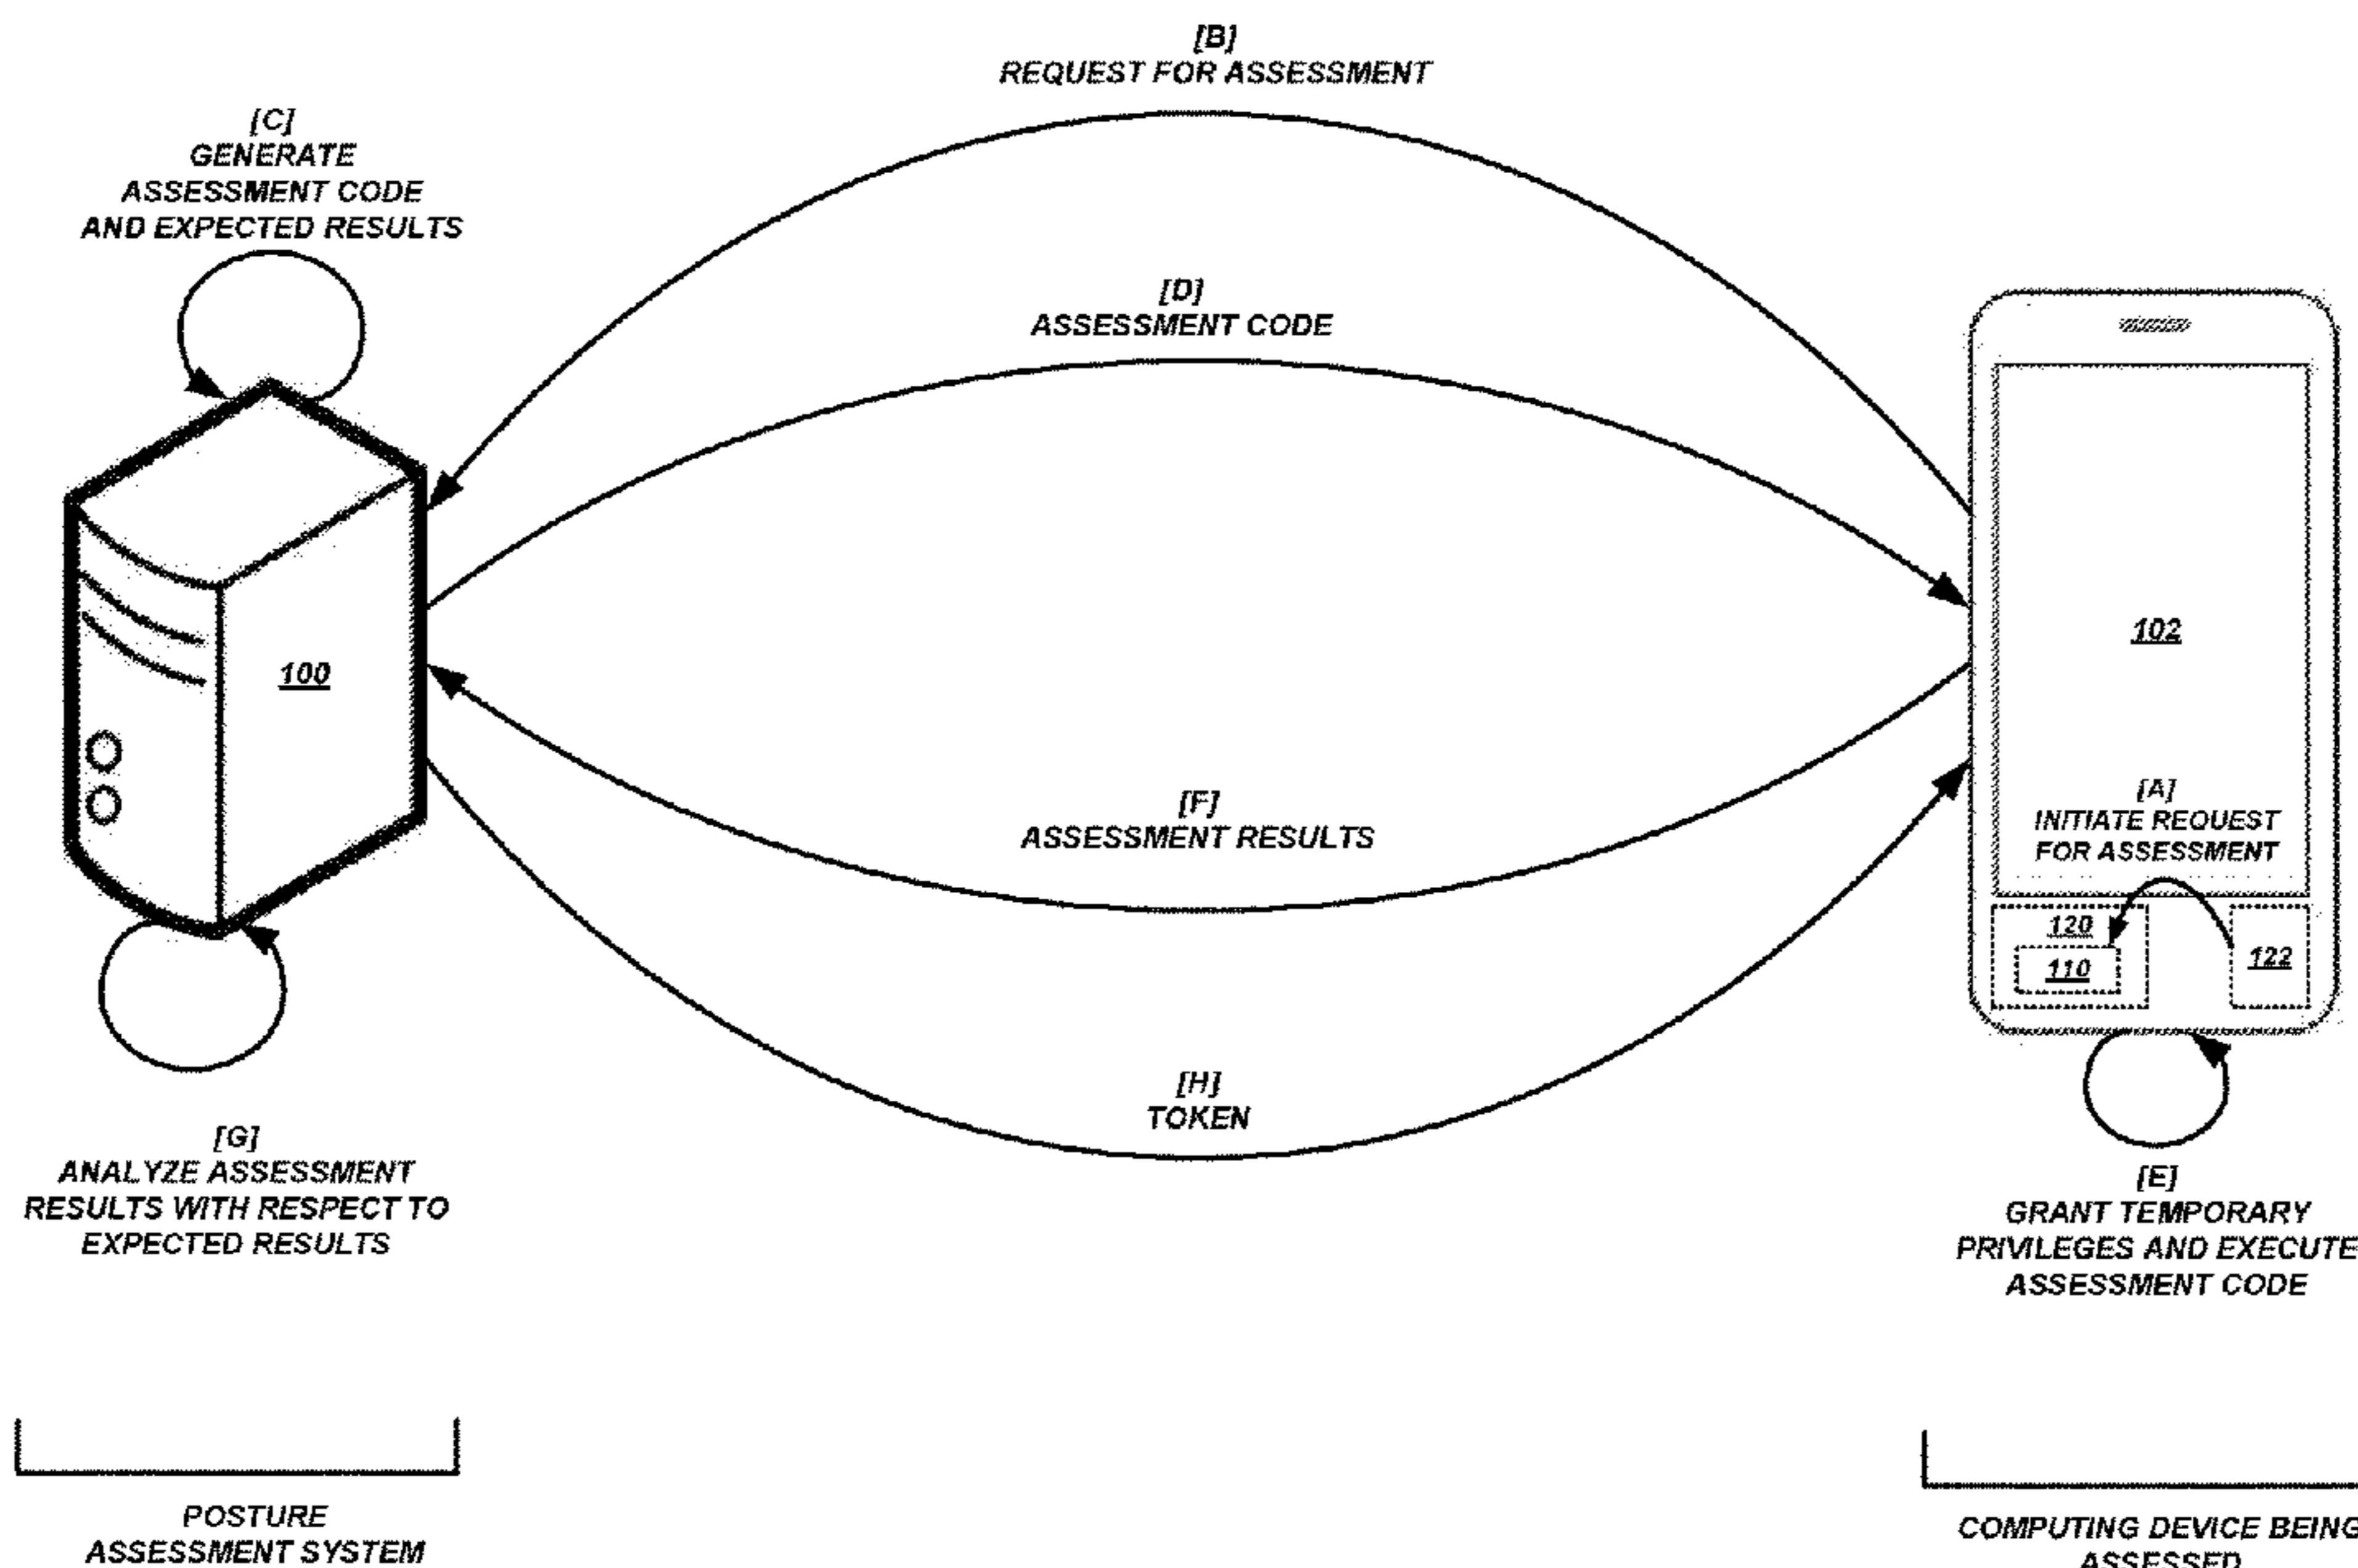 [B]
REQUEST FOR ASSESSMENT
[C]
GENERATE
ASSESSMENT CODE
AND EXPECTED RESULTS
[D]
ASSESSMENT CODE
100
102
[F]
ASSESSMENT RESULTS
[A]
INITIATE REQUEST
FOR ASSESSMENT
120
110
122
[H]
TOKEN
[G]
ANALYZE ASSESSMENT
RESULTS WITH RESPECT TO
EXPECTED RESULTS
[E]
GRANT TEMPORARY
PRIVILEGES AND EXECUTE
ASSESSMENT CODE
POSTURE
ASSESSMENT SYSTEM
COMPUTING DEVICE BEING
ASSESSED